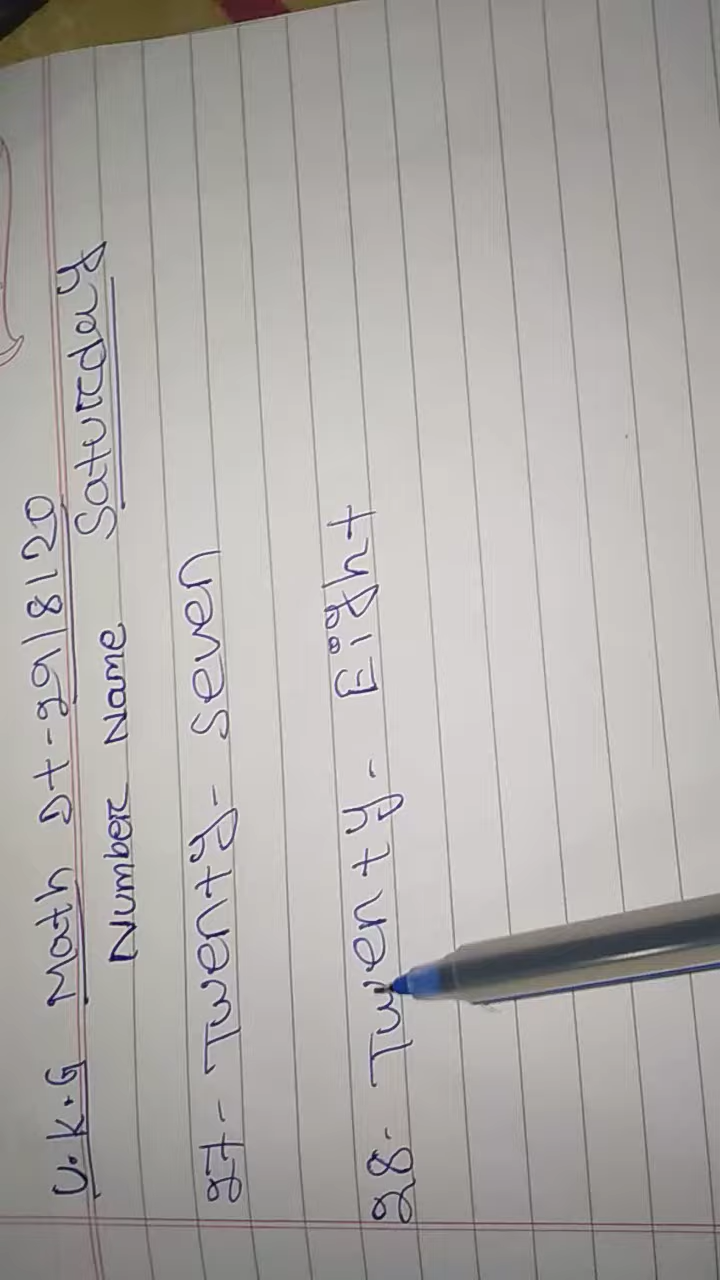 U.K.G Math Dt-29/8/20
Saturday
Number Name
27- Twenty- Seven
28- Twenty- Eight